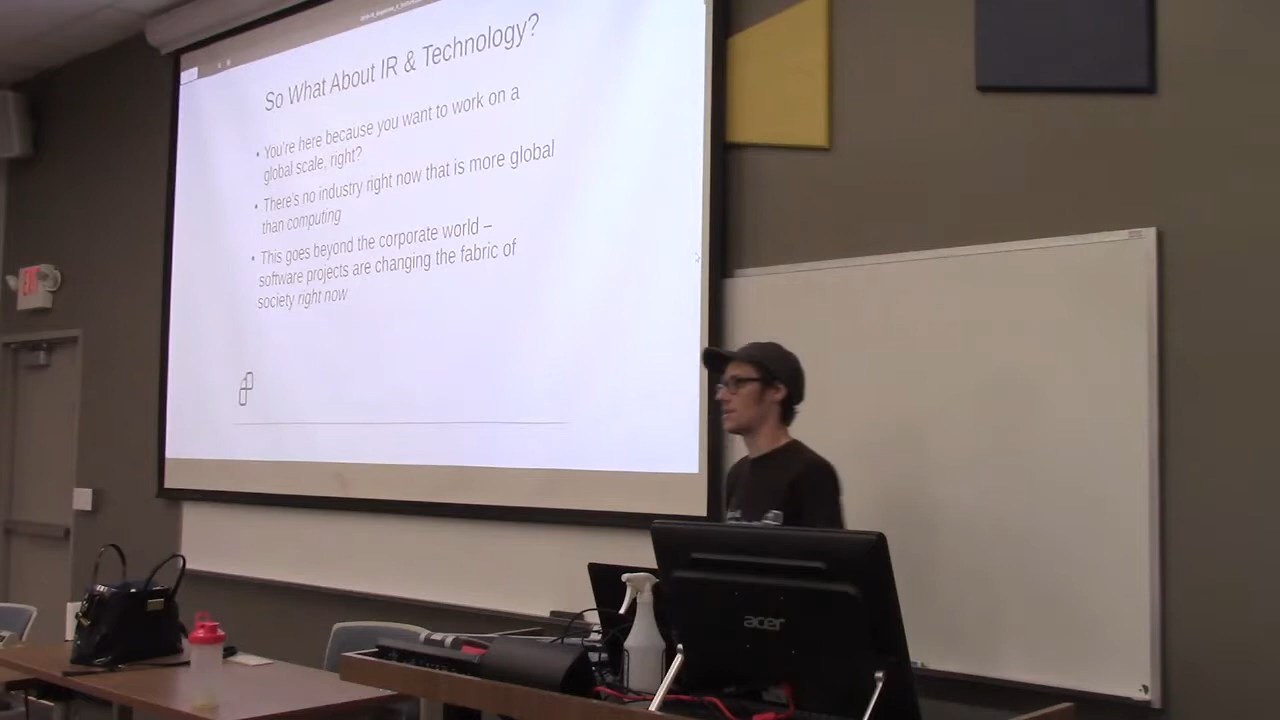 So What About IR & Technology?
• You're here because you want to work on a
global scale, right?
• There's no industry right now that is more global
than computing
• This goes beyond the corporate world –
software projects are changing the fabric of
society right now
EXIT
acer